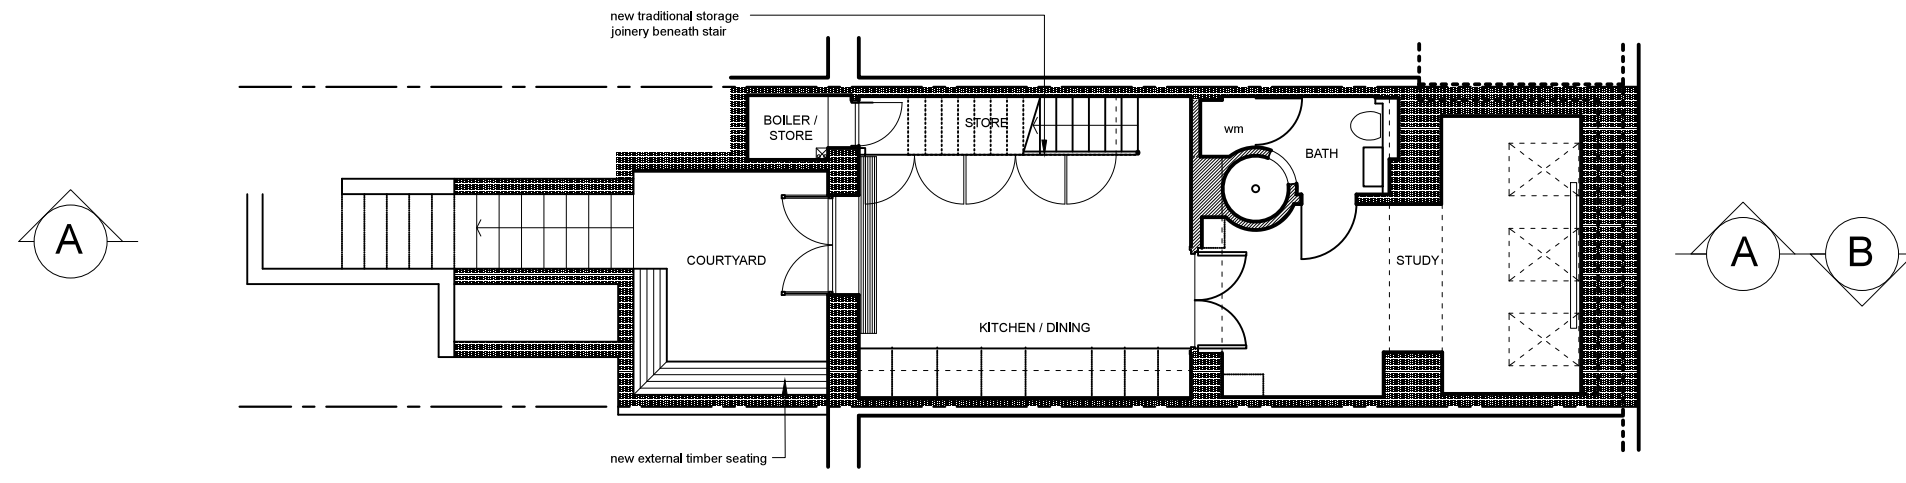 new traditional storage
joinery beneath stair
BOILER /
STORE
STORE
wm
BATH
A
COURTYARD
STUDY
A
B
KITCHEN / DINING
new external timber seating